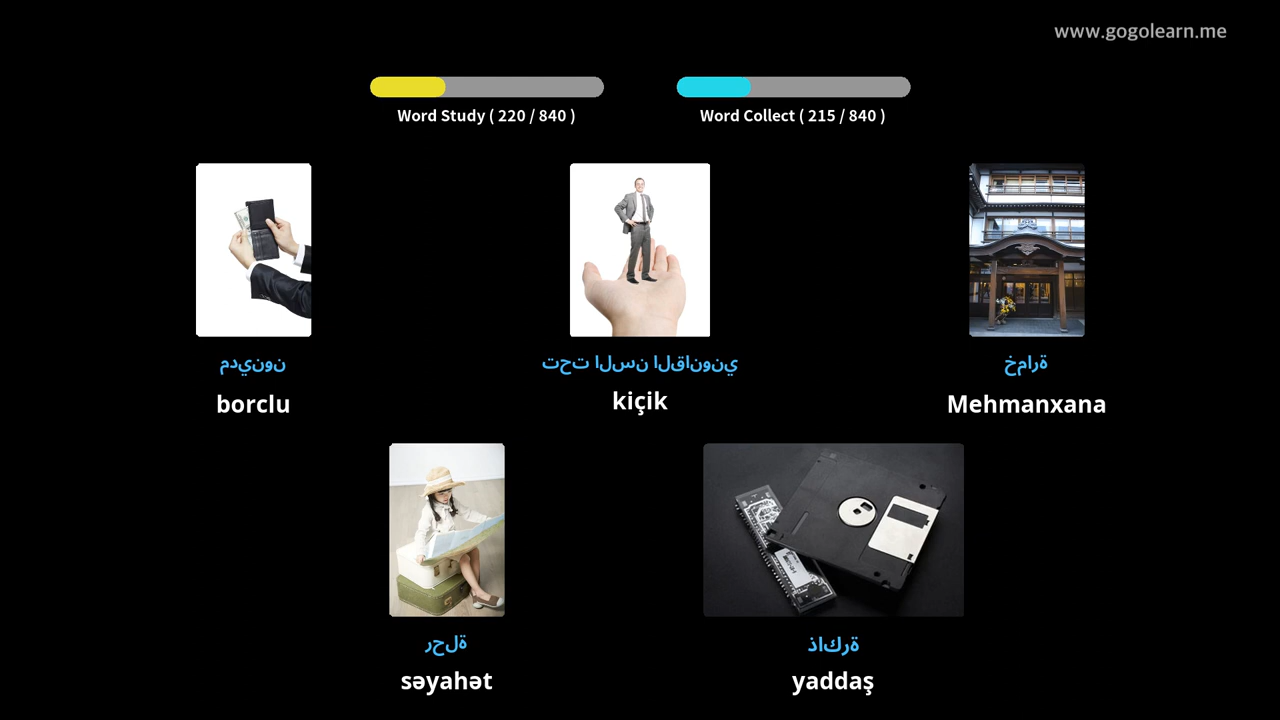 www.gogolearn.me
Word Study ( 220 / 840 )
Word Collect ( 215 / 840 )
مدينون
borclu
تحت السن القانوني
kiçik
خمارة
Mehmanxana
رحلة
səyahət
ذاكرة
yaddaş